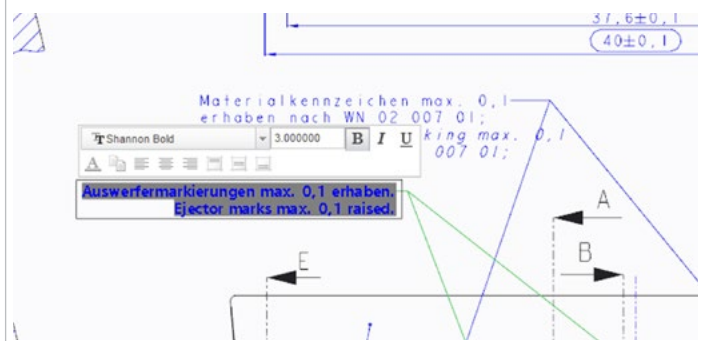 37,6±0,1
40±0,1
Materialkennzeichen max. 0,1
erhaben nach WN 02 007 01;
king max. 0,1
007 01;
Shannon Bold
3.000000
B I U
A
Auswerfermarkierungen max. 0,1 erhaben.
Ejector marks max. 0,1 raised.
A
B
E